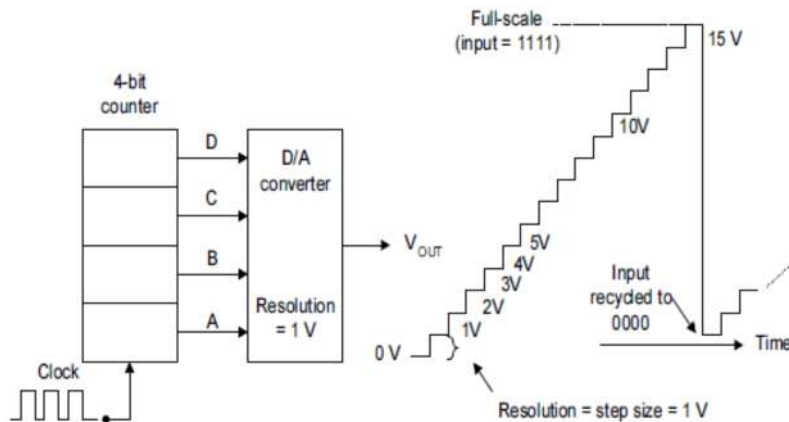 Full-scale
(input = 1111)
15 V
4-bit
counter
D
C
B
A
D/A
converter
Resolution
= 1 V
V OUT
Clock
10V
5V
4V
3V
2V
1V
0 V
Input
recycled to
0000
Time
Resolution = step size = 1 V